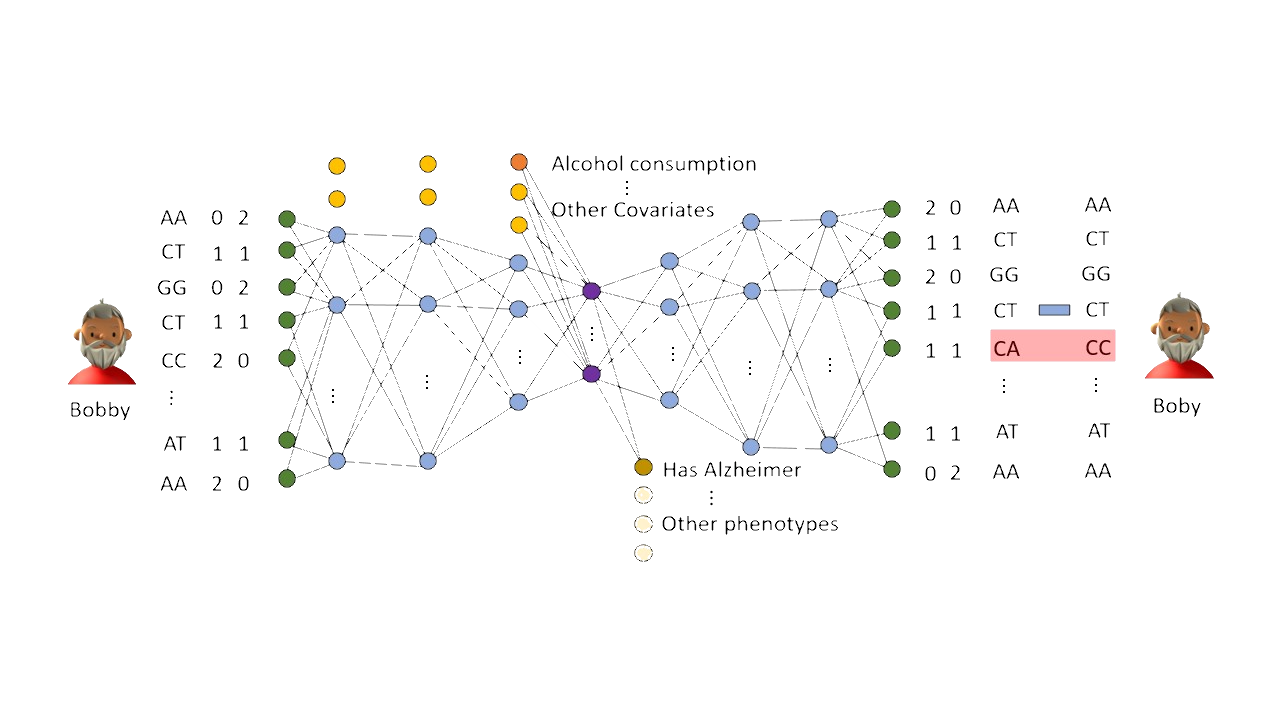 Alcohol consumption
⋮
Other Covariates
AA 0 2
CT 1 1
GG 0 2
CT 1 1
CC 2 0
⋮
AT 1 1
AA 2 0
Bobby
2 0 AA AA
1 1 CT CT
2 0 GG GG
1 1 CT CT
1 1 CA CC
⋮ ⋮
1 1 AT AT
0 2 AA AA
Boby
Has Alzheimer
⋮
Other phenotypes